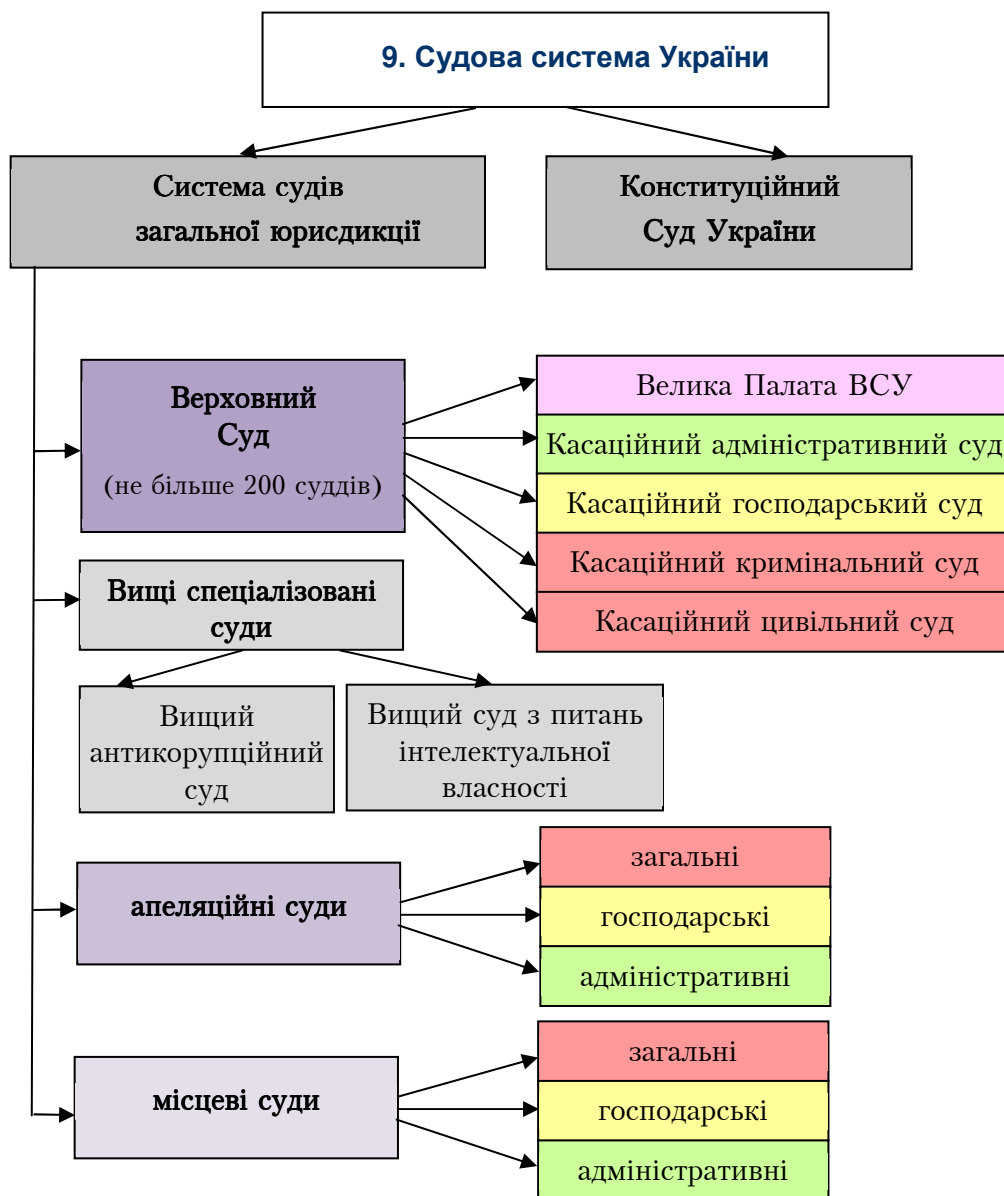 9. Судова система України
Система судів
загальної юрисдикції
Конституційний
Суд України
Верховний
Суд
(не більше 200 суддів)
Велика Палата ВСУ
Касаційний адміністративний суд
Касаційний господарський суд
Касаційний кримінальний суд
Касаційний цивільний суд
Вищі спеціалізовані
суди
Вищий
антикорупційний
суд
Вищий суд з питань
інтелектуальної
власності
апеляційні суди
загальні
господарські
адміністративні
місцеві суди
загальні
господарські
адміністративні